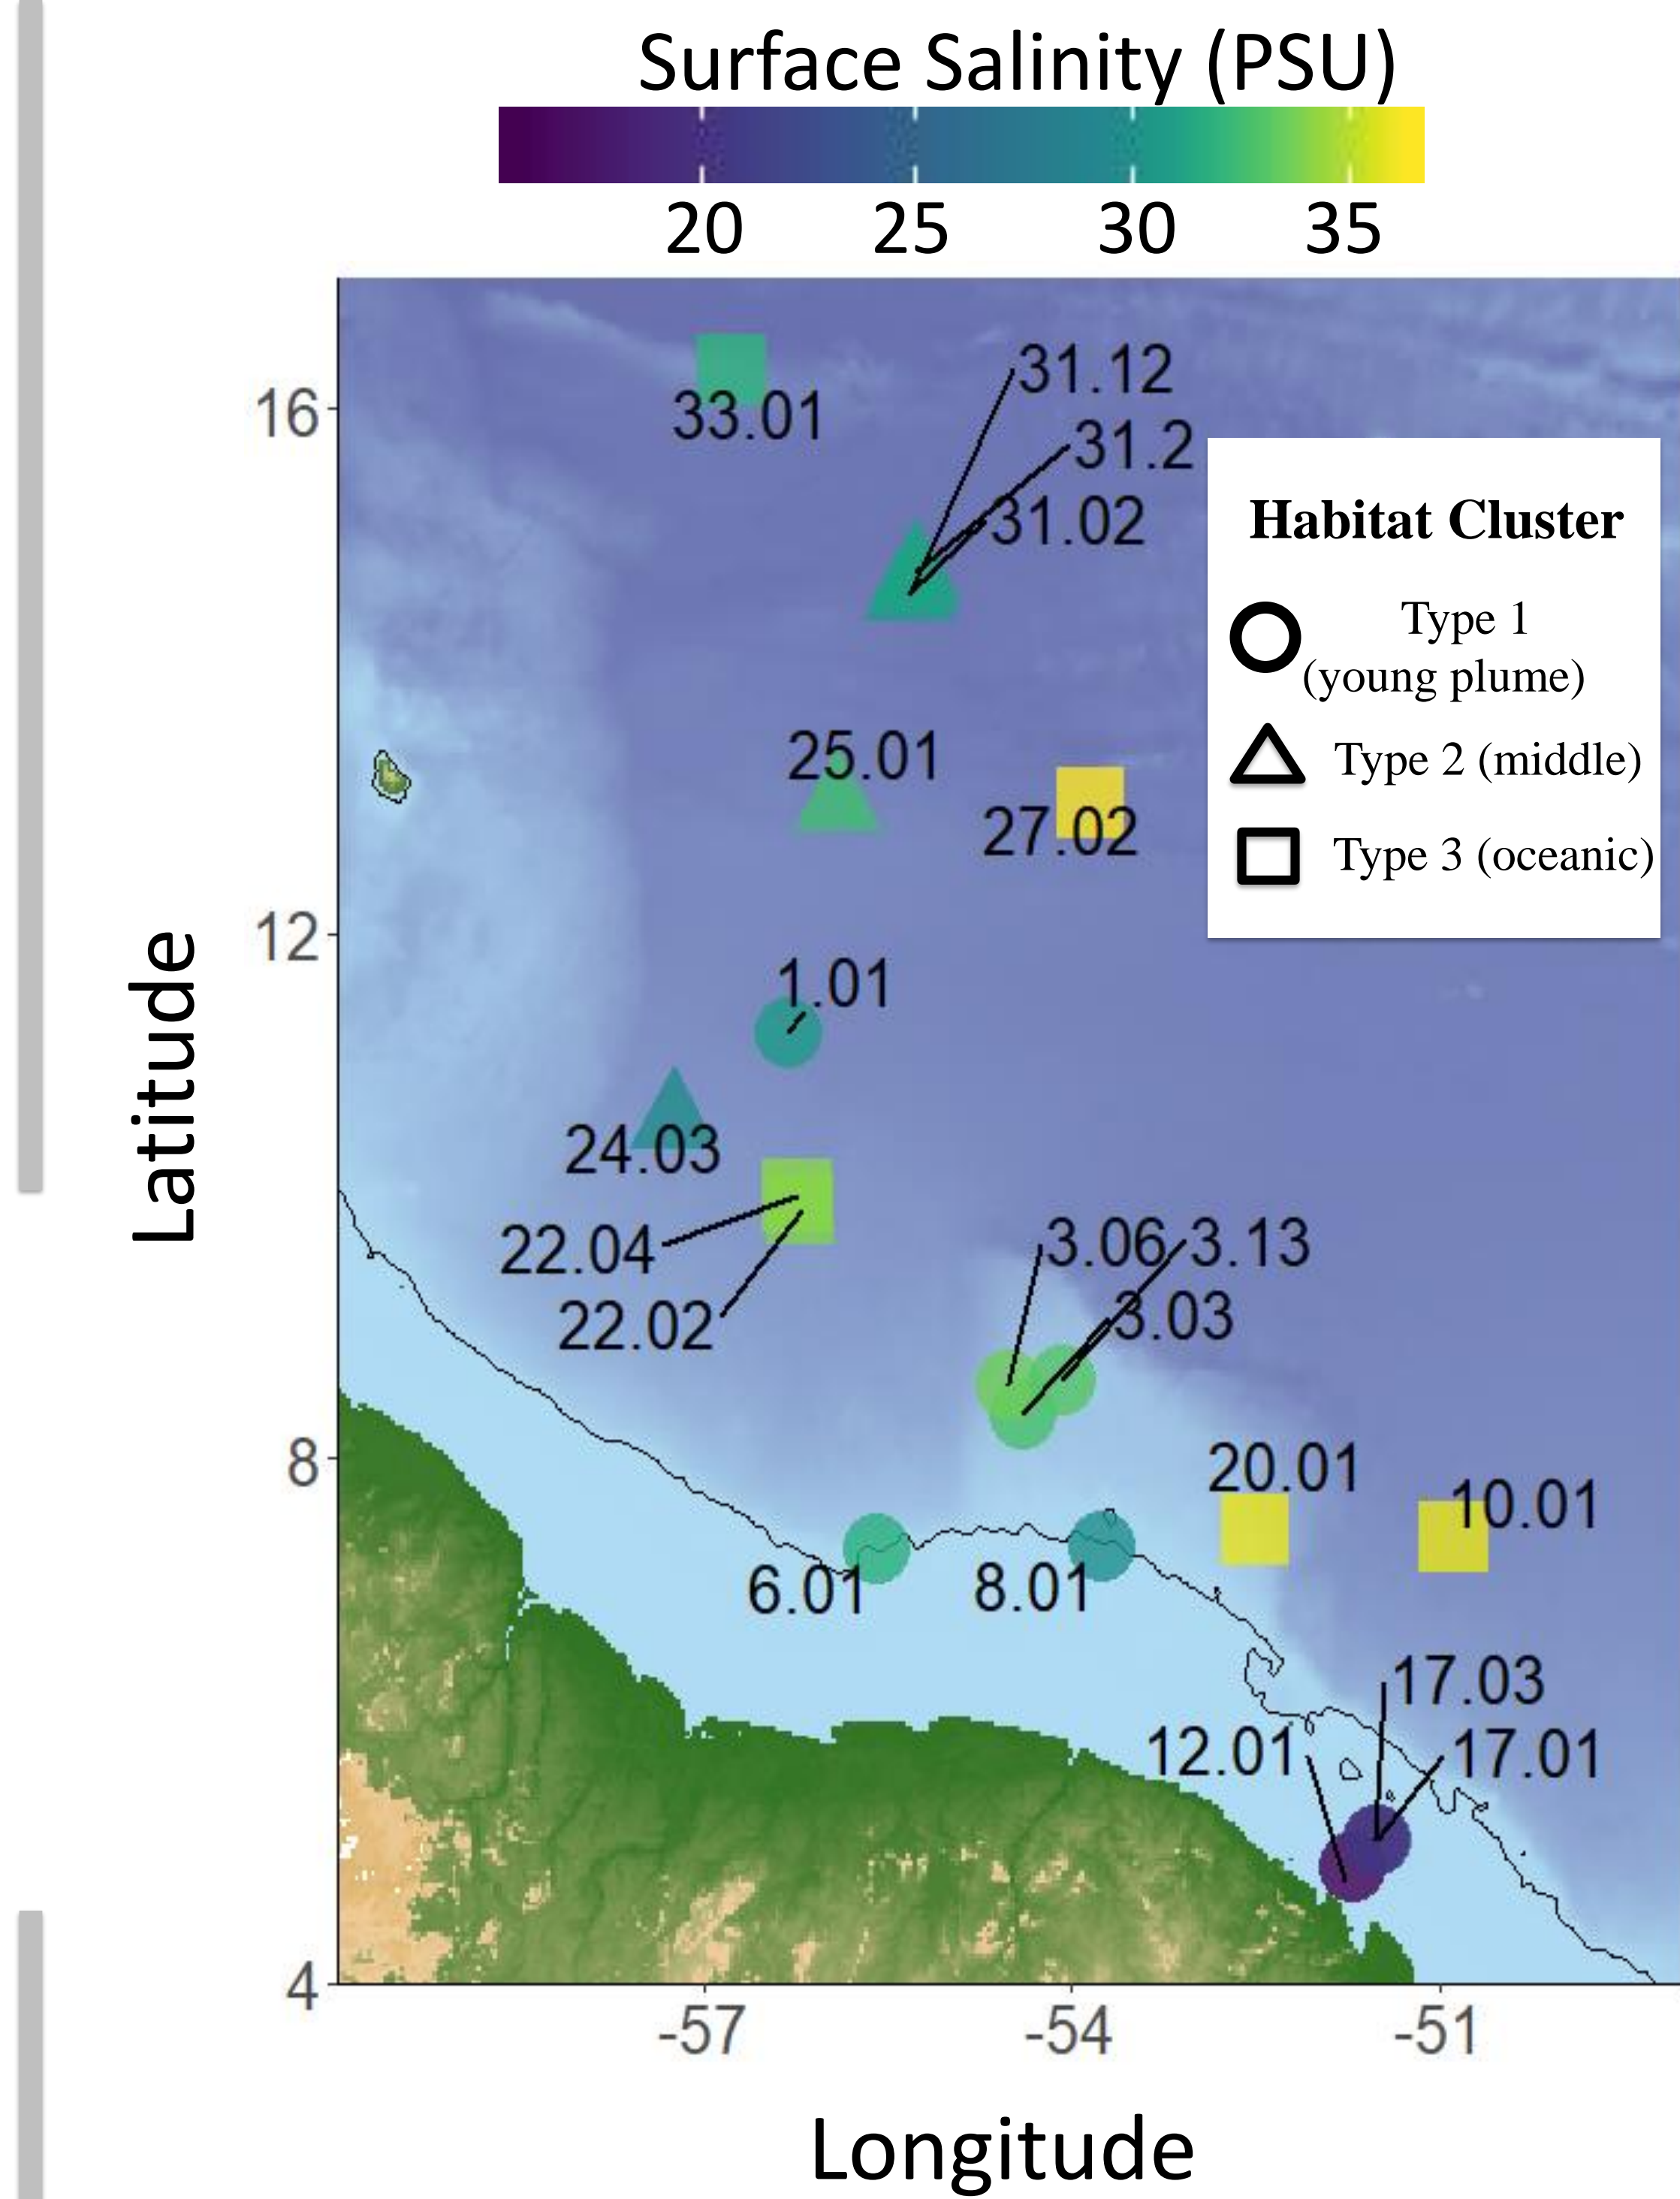 Surface Salinity (PSU)
20 25 30 35
33.01
31.12
16
31.2
31.02
Habitat Cluster
Type 1
(young plume)
Type 2 (middle)
Type 3 (oceanic)
25.01
27.02
12
1.01
Latitude
24.03
22.04
3.06 3.13
22.02
3.03
8
20.01
10.01
6.01
8.01
17.03
12.01
17.01
4
-57 -54 -51
Longitude